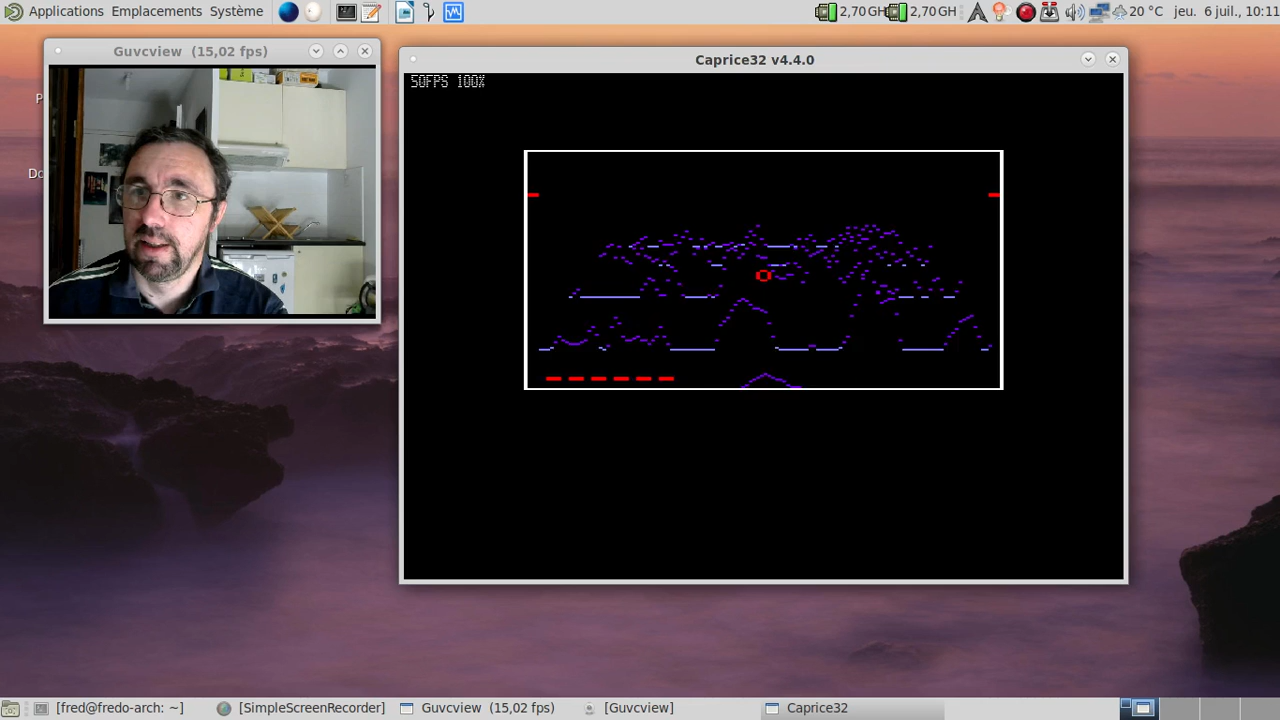 Applications Emplacements Système
2,70 GH 2,70 GH 20 °C jeu. 6 juil., 10:11
Guvcview (15,02 fps)
Caprice32 v4.4.0
50FPS 100%
[fred@fredo-arch: ~] [SimpleScreenRecorder] Guvcview (15,02 fps) [Guvcview] Caprice32